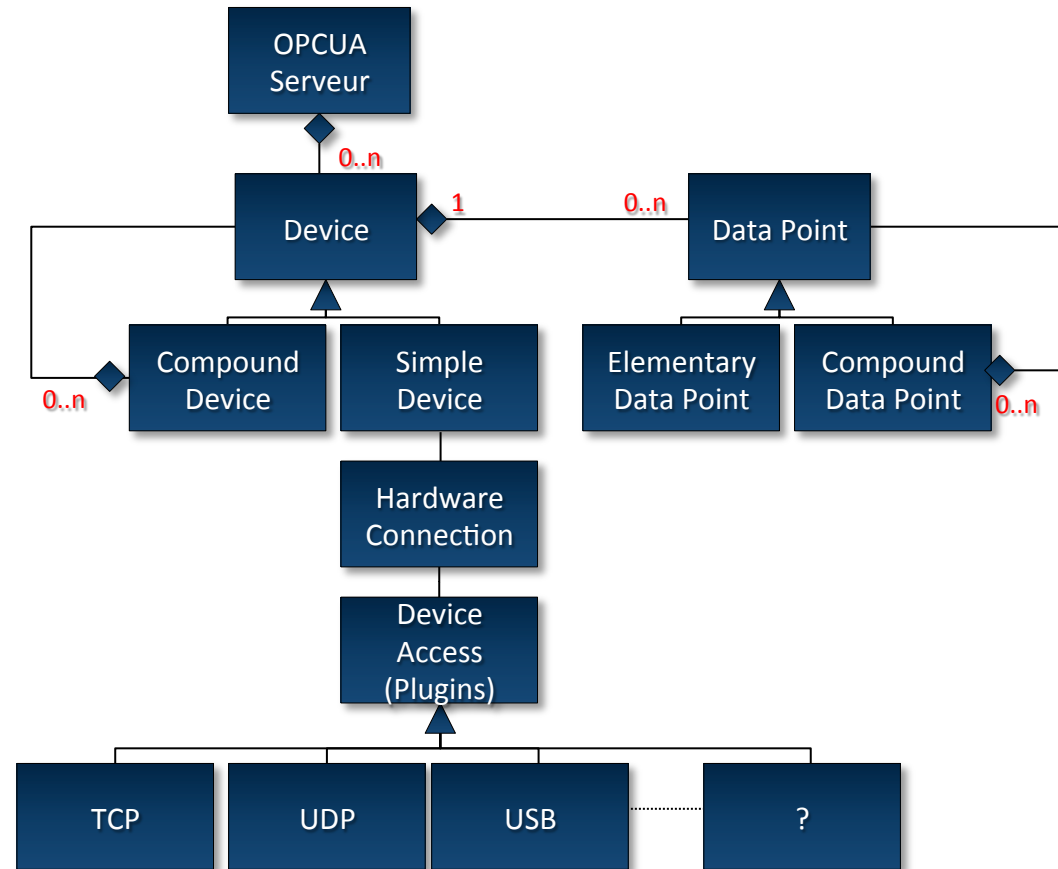 OPCUA
Serveur
0..n
Device
1
0..n
Data Point
Compound
Device
Simple
Device
Elementary
Data Point
Compound
Data Point
0..n
0..n
Hardware
Connection
Device
Access
(Plugins)
TCP
UDP
USB
?